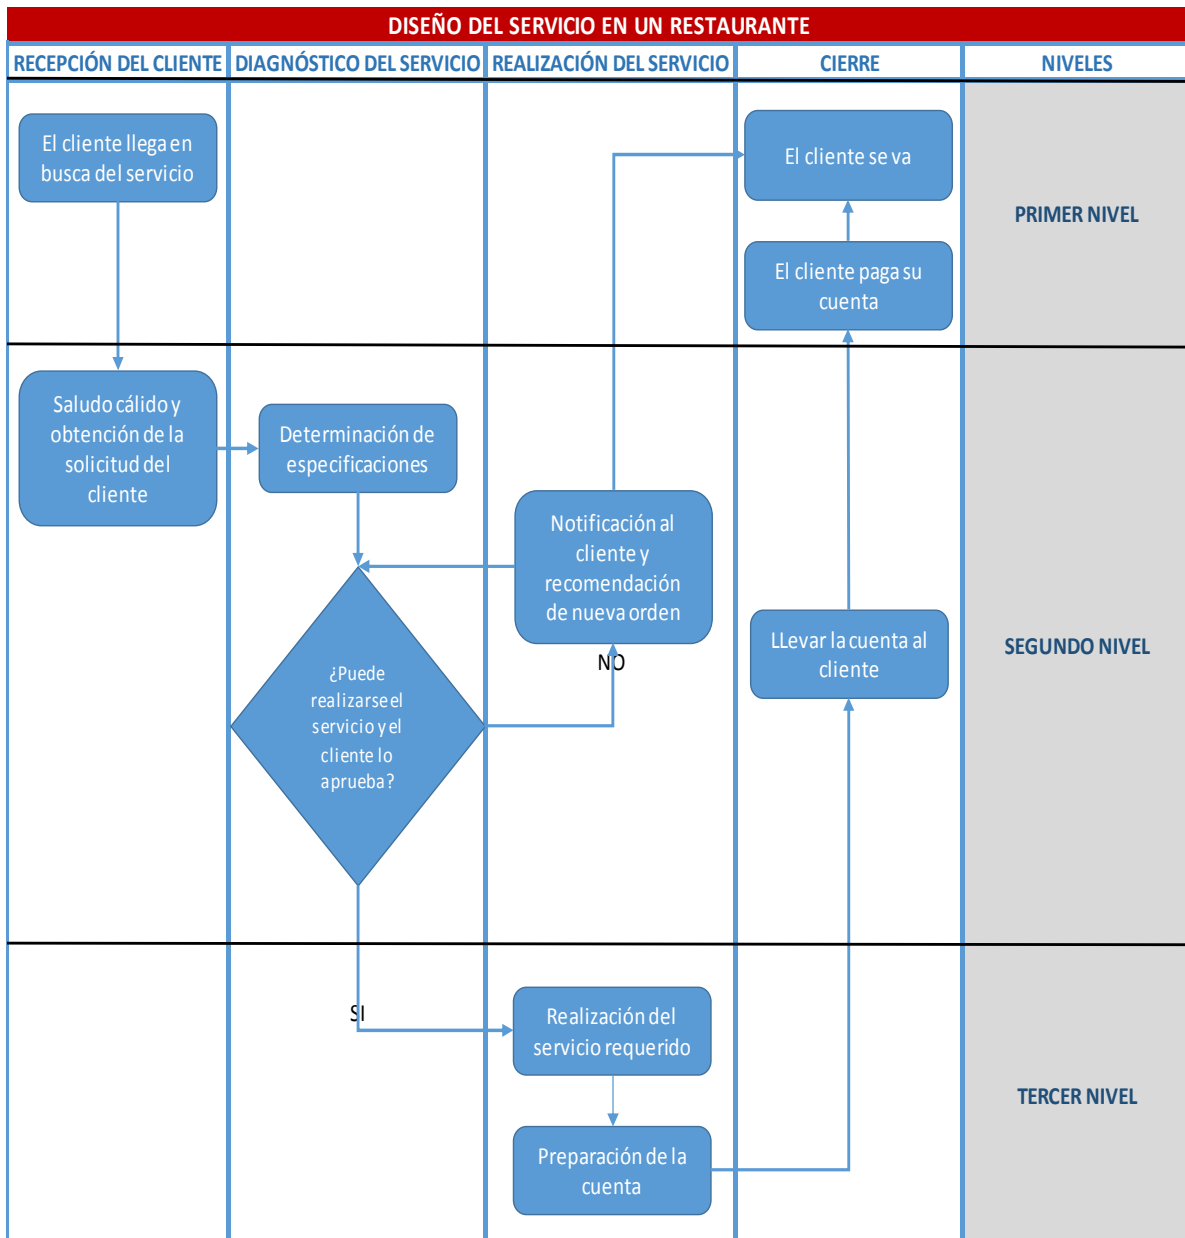 DISEÑO DEL SERVICIO EN UN RESTAURANTE
RECEPCIÓN DEL CLIENTE
DIAGNÓSTICO DEL SERVICIO
REALIZACIÓN DEL SERVICIO
CIERRE
NIVELES
El cliente llega en
busca del servicio
El cliente se va
PRIMER NIVEL
El cliente paga su
cuenta
Saludo cálido y
obtención de la
solicitud del
cliente
Determinación de
especificaciones
Notificación al
cliente y
recomendación
de nueva orden
NO
¿Puede
realizarse el
servicio y el
cliente lo
aprueba?
LLevar la cuenta al
cliente
SEGUNDO NIVEL
SI
Realización del
servicio requerido
Preparación de la
cuenta
TERCER NIVEL